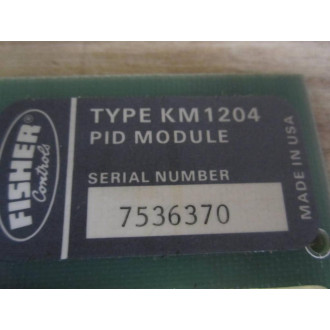 FISHER
Controls
TYPE KM1204
PID MODULE
SERIAL NUMBER
7536370
MADE IN USA